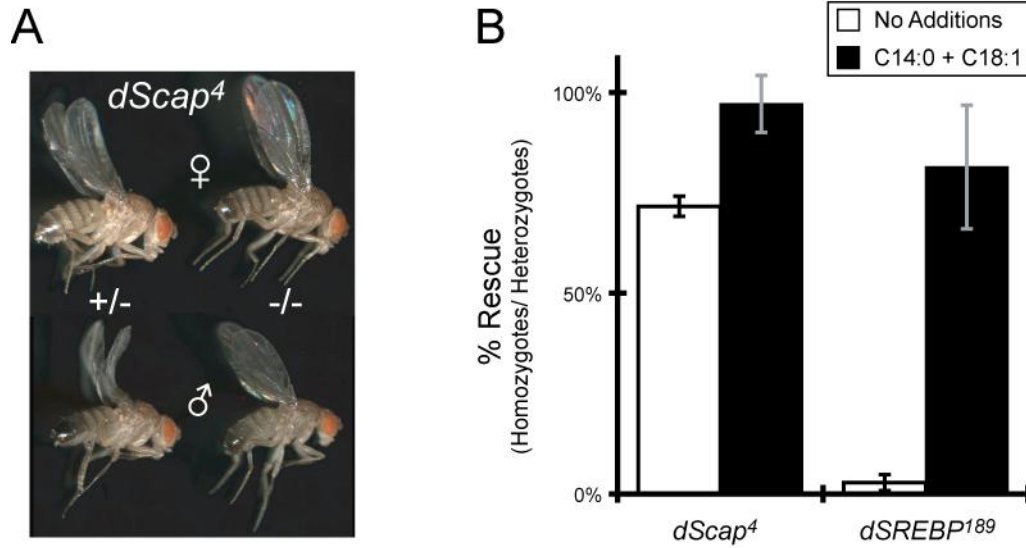 A
dScap⁴
♀
+/-
-/-
♂
B
No Additions
C14:0 + C18:1
% Rescue
(Homozygotes/ Heterozygotes)
100%
50%
0%
dScap⁴
dSREBP¹⁸⁹